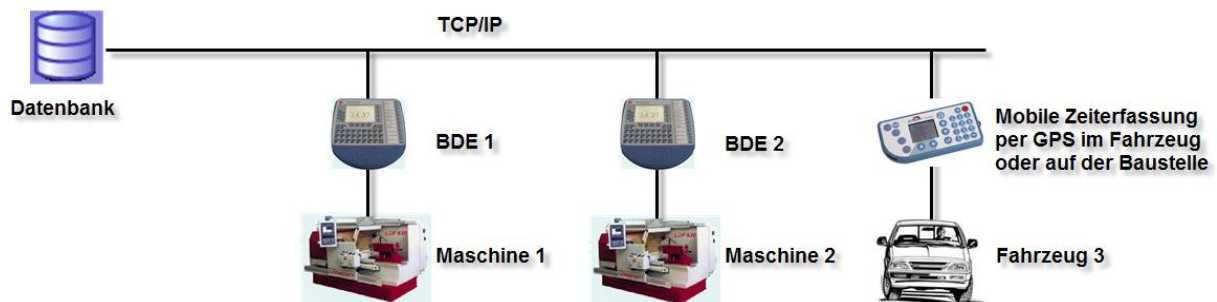 TCP/IP
Datenbank
BDE 1
BDE 2
Mobile Zeiterfassung
per GPS im Fahrzeug
oder auf der Baustelle
Maschine 1
Maschine 2
Fahrzeug 3